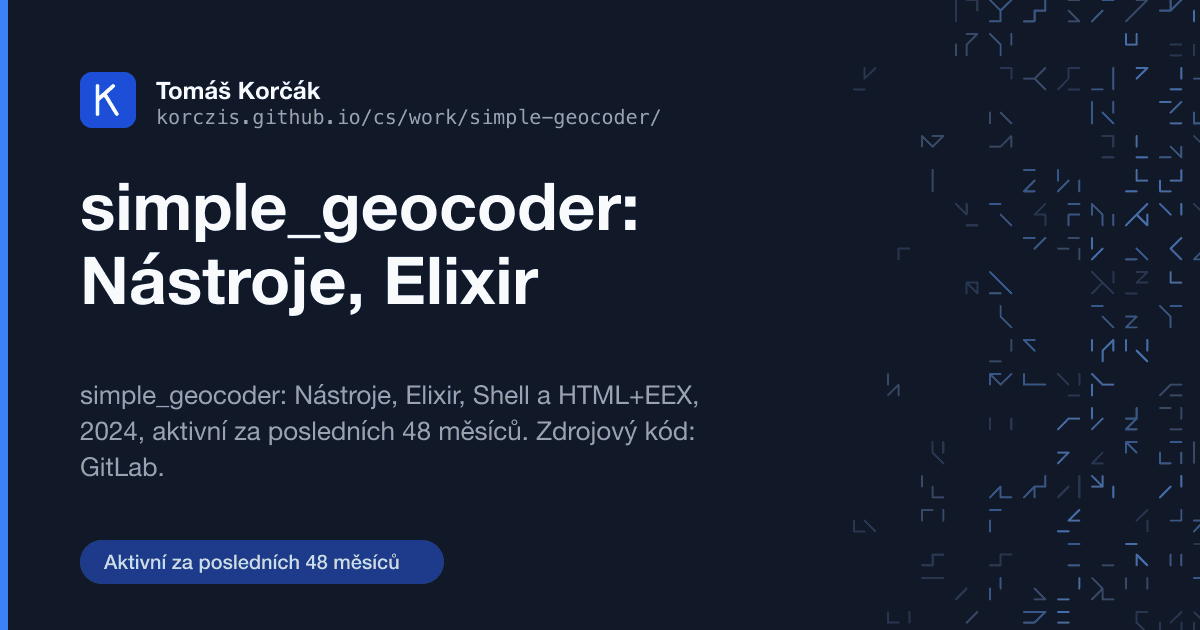 K
Tomáš Korčák
korczis.github.io/cs/work/simple-geocoder/
simple_geocoder:
Nástroje, Elixir
simple_geocoder: Nástroje, Elixir, Shell a HTML+EEX,
2024, aktivní za posledních 48 měsíců. Zdrojový kód:
GitLab.
Aktivní za posledních 48 měsíců